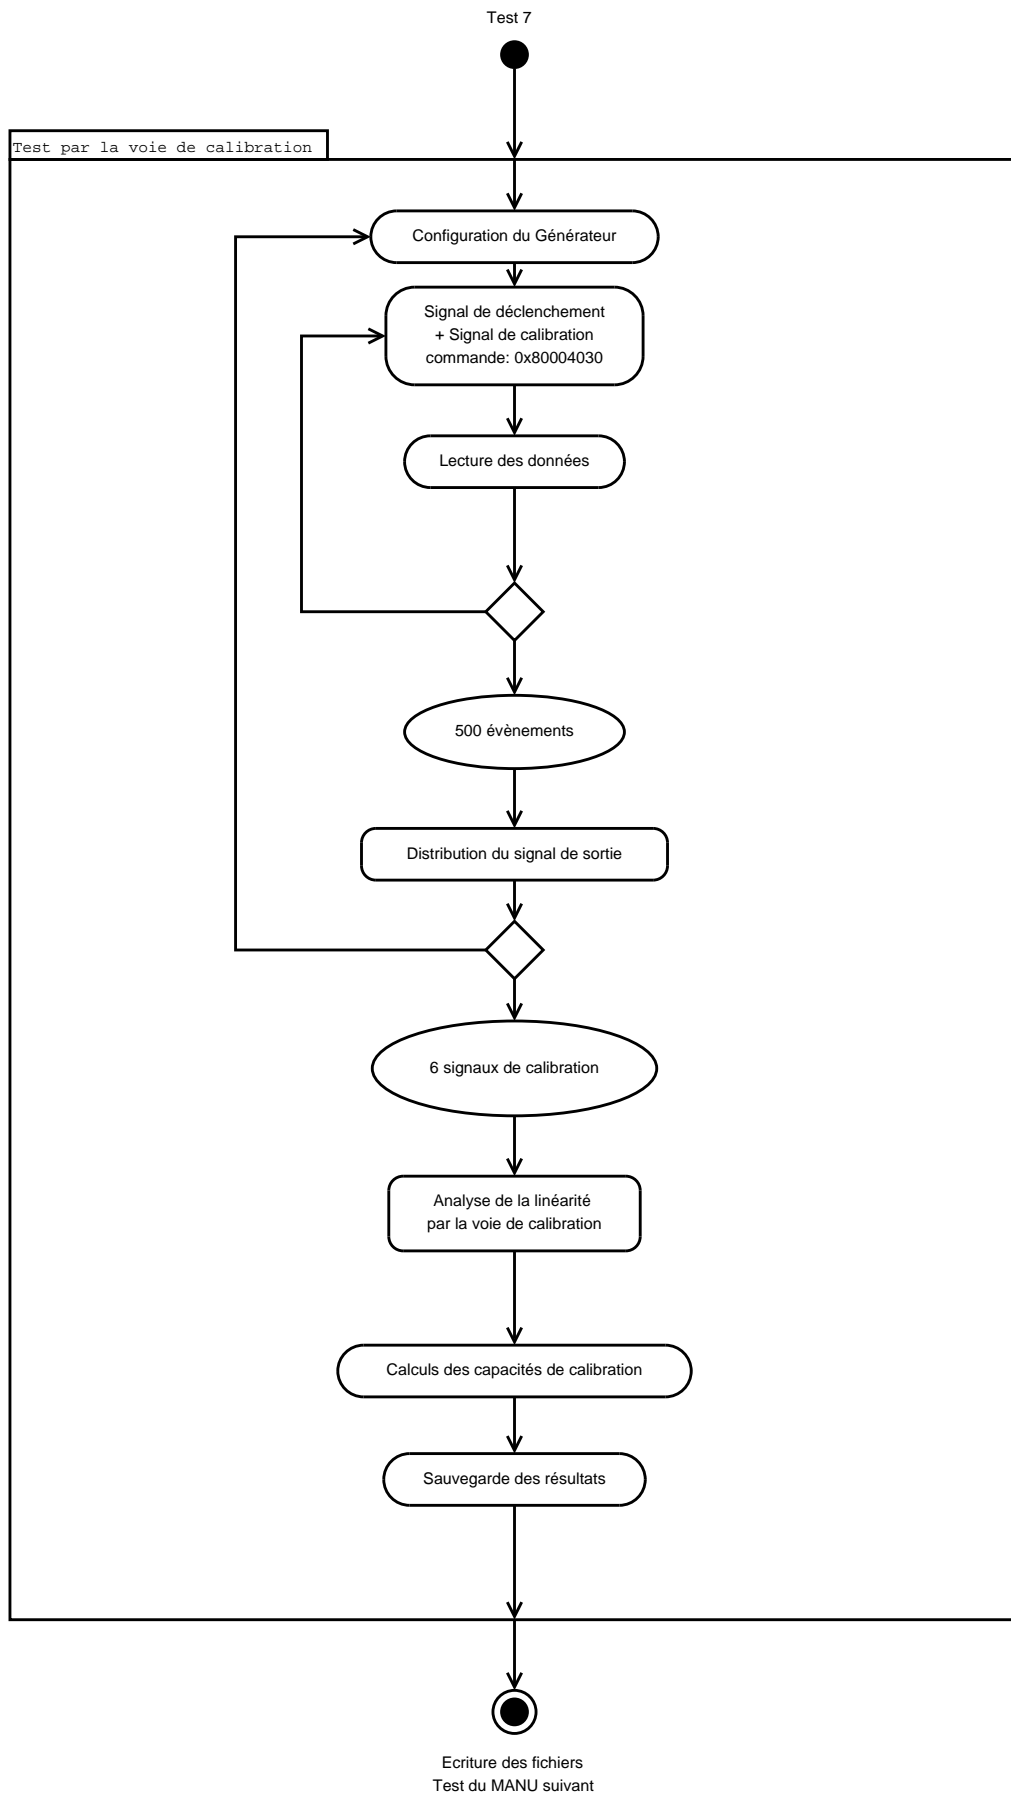 Test 7
Test par la voie de calibration
Configuration du Générateur
Signal de déclenchement
+ Signal de calibration
commande: 0x80004030
Lecture des données
500 évènements
Distribution du signal de sortie
6 signaux de calibration
Analyse de la linéarité
par la voie de calibration
Calculs des capacités de calibration
Sauvegarde des résultats
Ecriture des fichiers
Test du MANU suivant